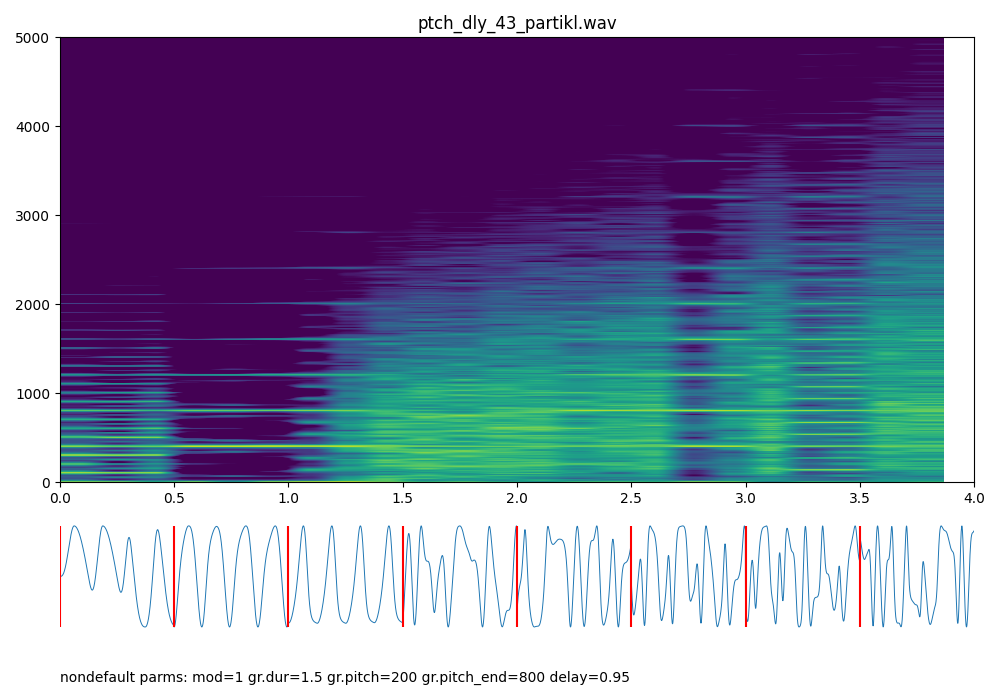 ptch_dly_43_partikl.wav
5000
4000
3000
2000
1000
0
0.0 0.5 1.0 1.5 2.0 2.5 3.0 3.5 4.0
nondefault parms: mod=1 gr.dur=1.5 gr.pitch=200 gr.pitch_end=800 delay=0.95